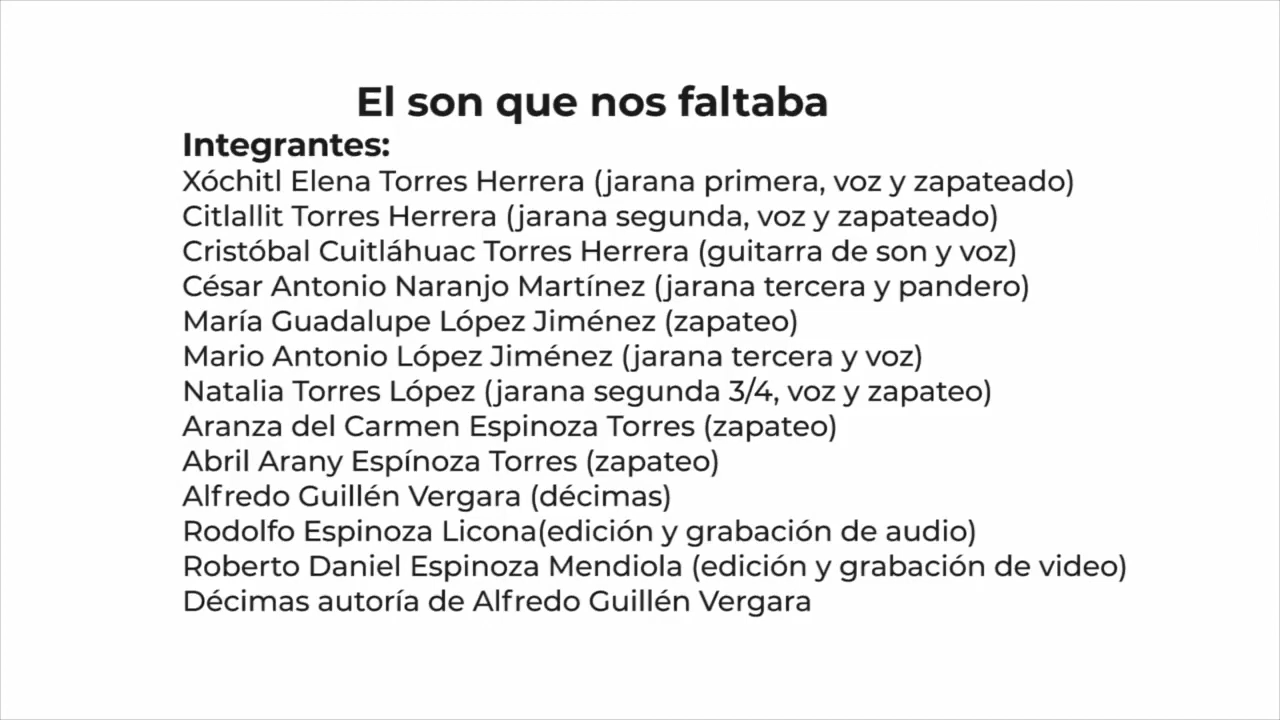 El son que nos faltaba
Integrantes:
Xóchitl Elena Torres Herrera (jarana primera, voz y zapateado)
Citlallit Torres Herrera (jarana segunda, voz y zapateado)
Cristóbal Cuitláhuac Torres Herrera (guitarra de son y voz)
César Antonio Naranjo Martínez (jarana tercera y pandero)
María Guadalupe López Jiménez (zapateo)
Mario Antonio López Jiménez (jarana tercera y voz)
Natalia Torres López (jarana segunda 3/4, voz y zapateo)
Aranza del Carmen Espinoza Torres (zapateo)
Abril Arany Espínoza Torres (zapateo)
Alfredo Guillén Vergara (décimas)
Rodolfo Espinoza Licona(edición y grabación de audio)
Roberto Daniel Espinoza Mendiola (edición y grabación de video)
Décimas autoría de Alfredo Guillén Vergara